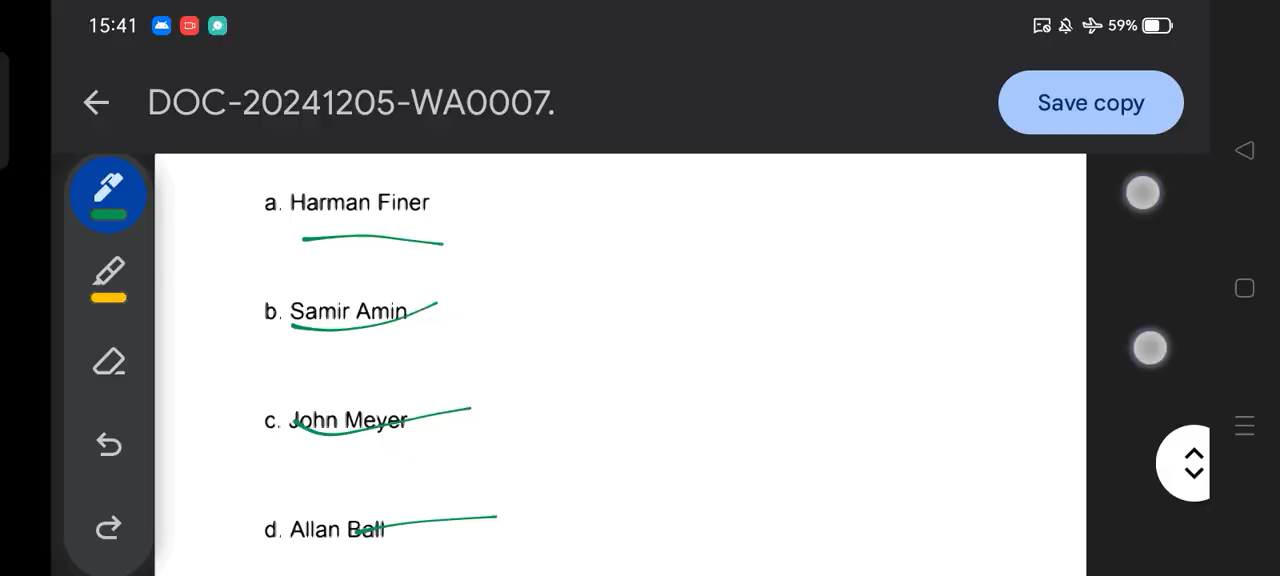 15:41
59%
DOC-20241205-WA0007.
Save copy
a. Harman Finer
b. Samir Amin
c. John Meyer
d. Allan Ball